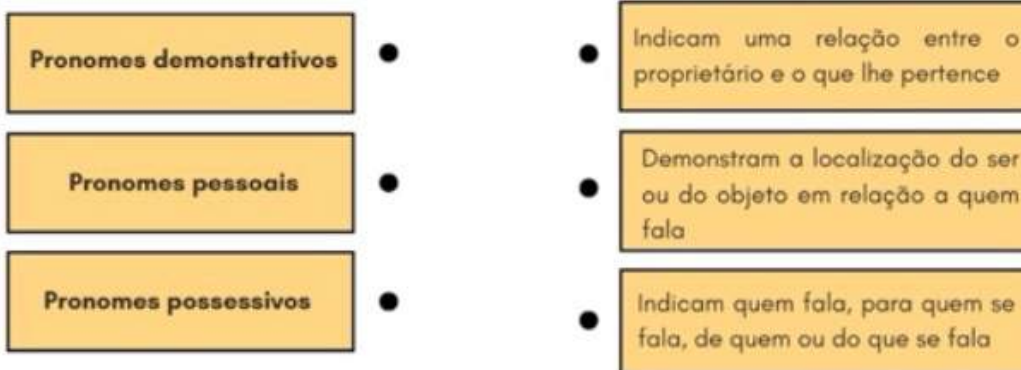 Pronomes demonstrativos
Indicam uma relação entre o
proprietário e o que lhe pertence
Pronomes pessoais
Demonstram a localização do ser
ou do objeto em relação a quem
fala
Pronomes possessivos
Indicam quem fala, para quem se
fala, de quem ou do que se fala